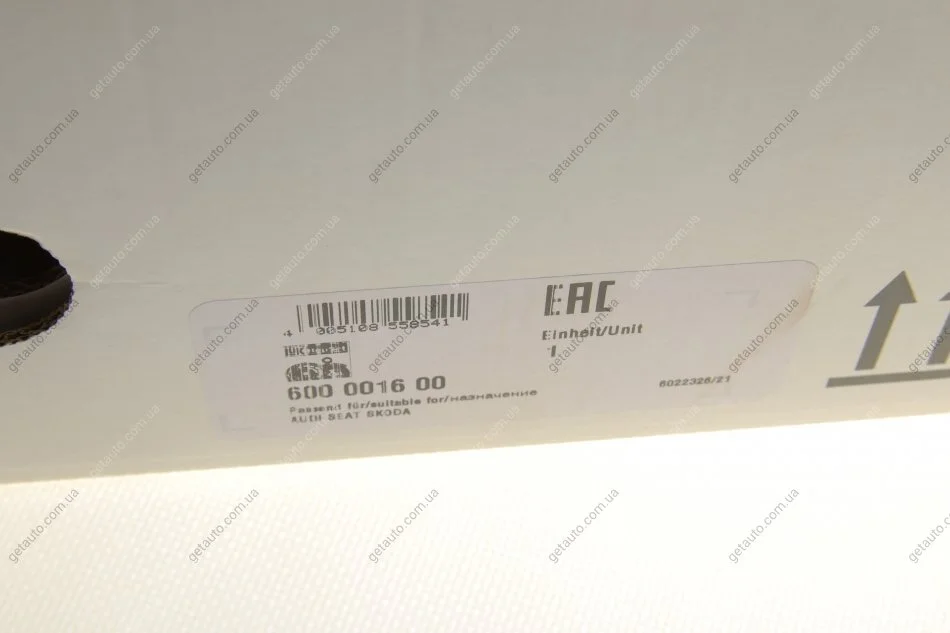 4 005108 558541
EAC
Einheit/Unit
1
600 0016 00
6022326/21
Passend für/suitable for/назначение
AUDI SEAT SKODA
getauto.com.ua